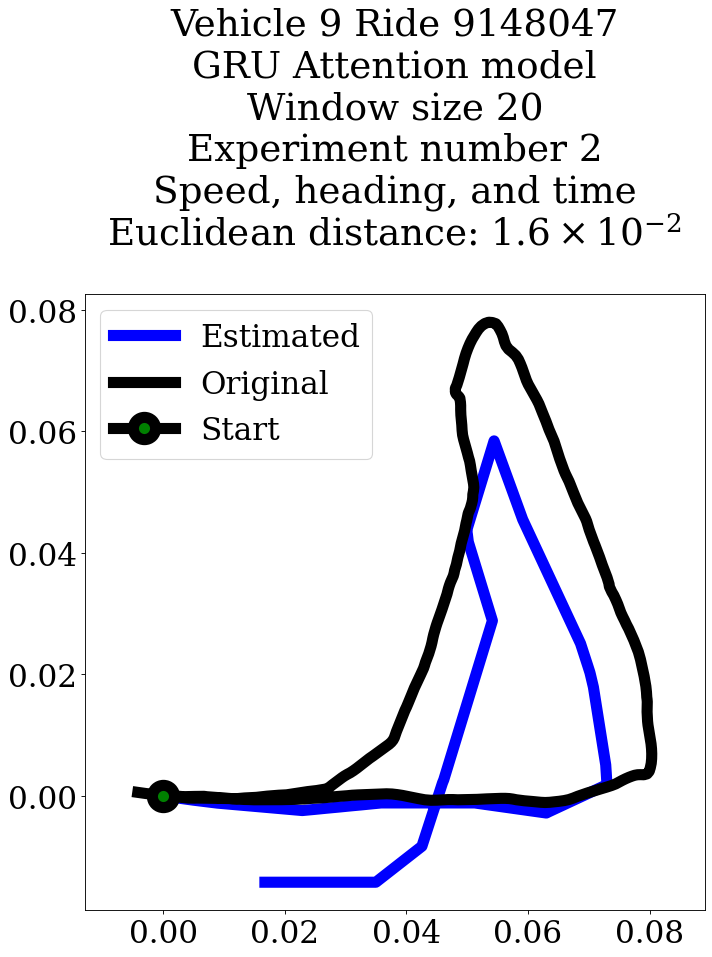 Vehicle 9 Ride 9148047
GRU Attention model
Window size 20
Experiment number 2
Speed, heading, and time
Euclidean distance: 1.6 × 10⁻²
0.08
Estimated
Original
Start
0.06
0.04
0.02
0.00
0.00 0.02 0.04 0.06 0.08